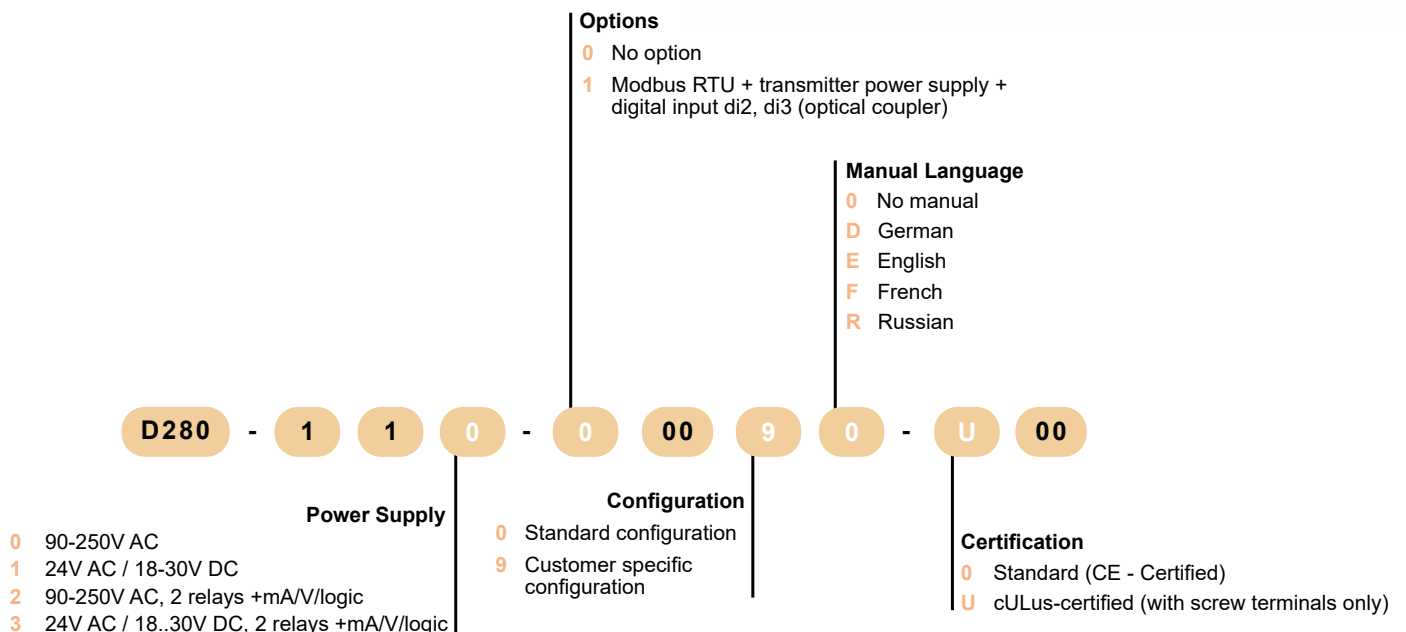 Options
0 No option
1 Modbus RTU + transmitter power supply +
digital input di2, di3 (optical coupler)
Manual Language
0 No manual
D German
E English
F French
R Russian
D280 - 1 1 0 - 0 00 9 0 - U 00
Power Supply
0 90-250V AC
1 24V AC / 18-30V DC
2 90-250V AC, 2 relays +mA/V/logic
3 24V AC / 18..30V DC, 2 relays +mA/V/logic
Configuration
0 Standard configuration
9 Customer specific
configuration
Certification
0 Standard (CE - Certified)
U cULus-certified (with screw terminals only)